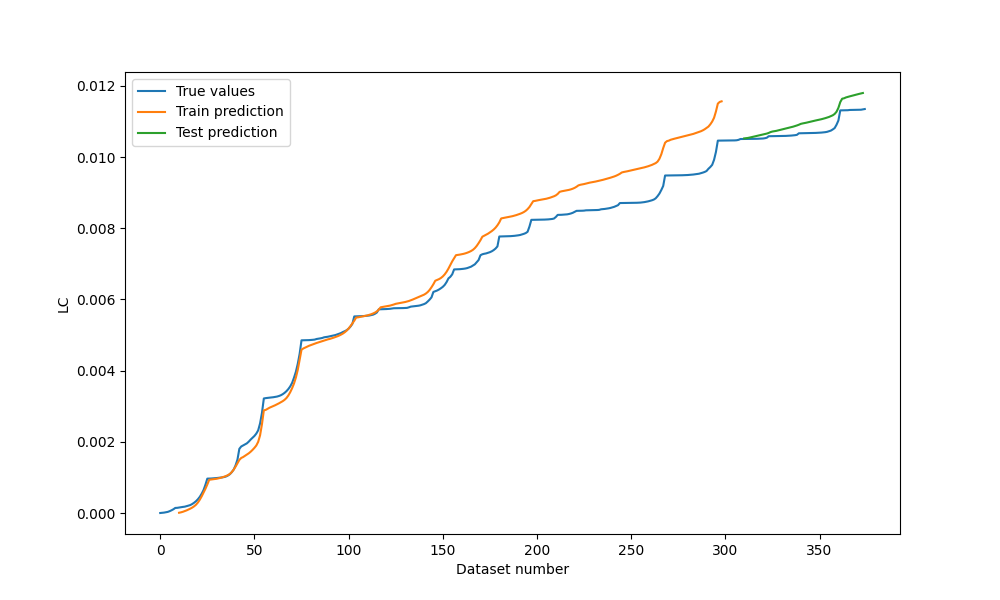 True values
Train prediction
Test prediction
0.012
0.010
0.008
0.006
0.004
0.002
0.000
LC
0 50 100 150 200 250 300 350
Dataset number